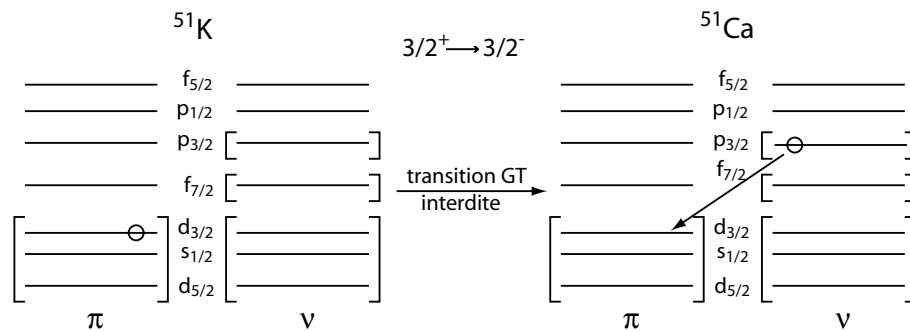 ⁵¹K
3/2⁺ → 3/2⁻
⁵¹Ca
f₅/₂
p₁/₂
p₃/₂
f₇/₂
d₃/₂
s₁/₂
d₅/₂
π
ν
transition GT
interdite
f₅/₂
p₁/₂
p₃/₂
f₇/₂
d₃/₂
s₁/₂
d₅/₂
π
ν